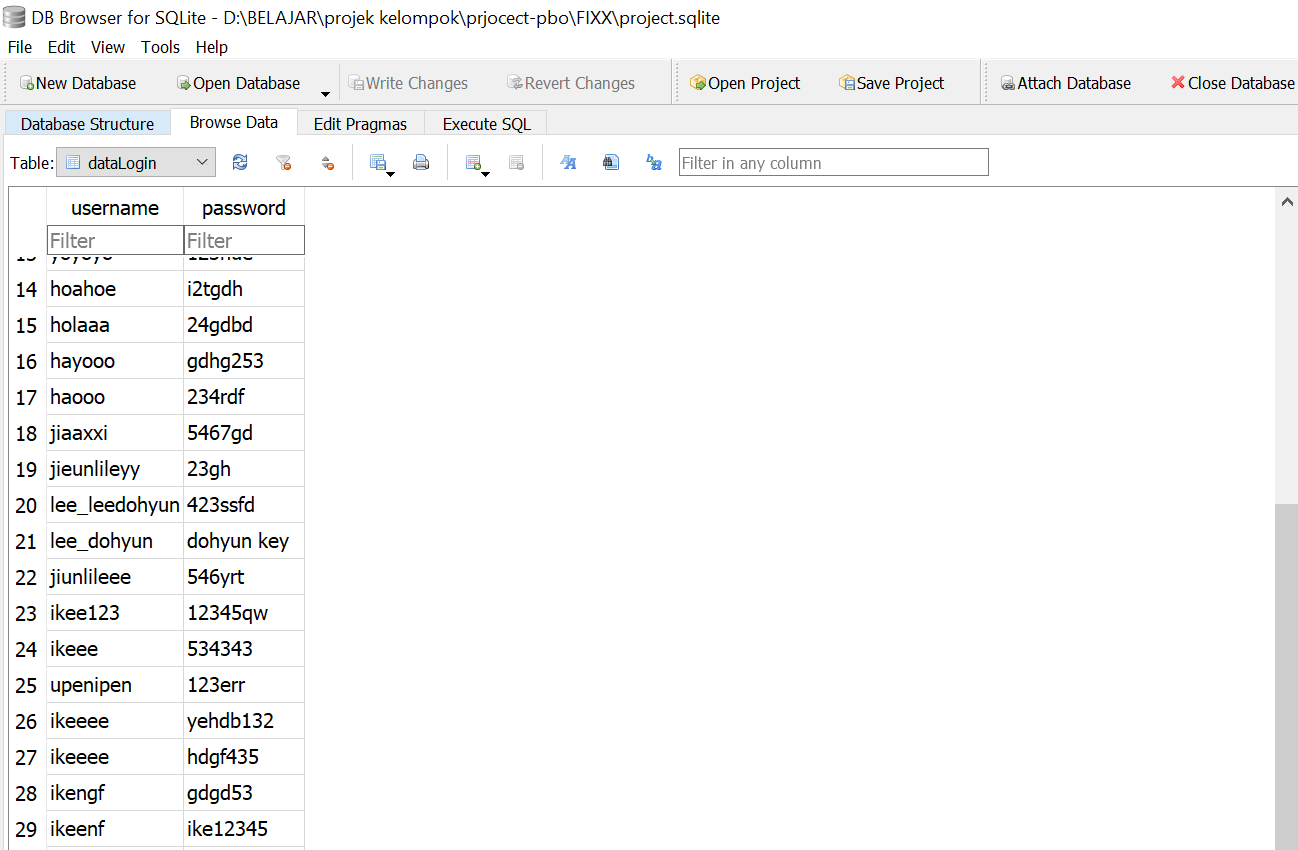 DB Browser for SQLite - D:\BELAJAR\projek kelompok\prjocect-pbo\FIXX\project.sqlite
File Edit View Tools Help
New Database Open Database Write Changes Revert Changes Open Project Save Project Attach Database Close Database
Database Structure Browse Data Edit Pragmas Execute SQL
Table: dataLogin Filter in any column
username password
Filter Filter
14 hoahoe i2tgdh
15 holaaa 24gdbd
16 hayooo gdhg253
17 haooo 234rdf
18 jiaaxxi 5467gd
19 jieunlileyy 23gh
20 lee_leedohyun 423ssfd
21 lee_dohyun dohyun key
22 jiunlileee 546yrt
23 ikee123 12345qw
24 ikeee 534343
25 upenipen 123err
26 ikeeee yehdb132
27 ikeeee hdgf435
28 ikengf gdgd53
29 ikeenf ike12345